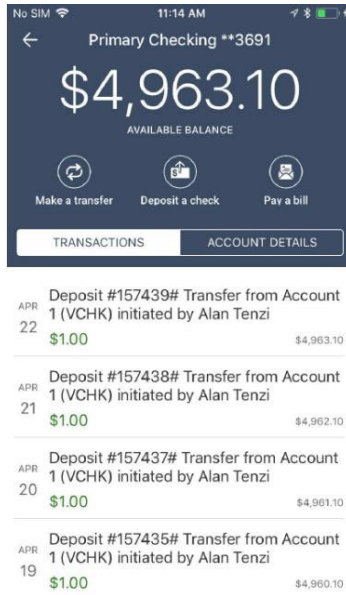 No SIM 11:14 AM
Primary Checking **3691
$4,963.10
AVAILABLE BALANCE
Make a transfer Deposit a check Pay a bill
TRANSACTIONS ACCOUNT DETAILS
APR 22 Deposit #157439# Transfer from Account
1 (VCHK) initiated by Alan Tenzi
$1.00 $4,963.10
APR 21 Deposit #157438# Transfer from Account
1 (VCHK) initiated by Alan Tenzi
$1.00 $4,962.10
APR 20 Deposit #157437# Transfer from Account
1 (VCHK) initiated by Alan Tenzi
$1.00 $4,961.10
APR 19 Deposit #157435# Transfer from Account
1 (VCHK) initiated by Alan Tenzi
$1.00 $4,960.10